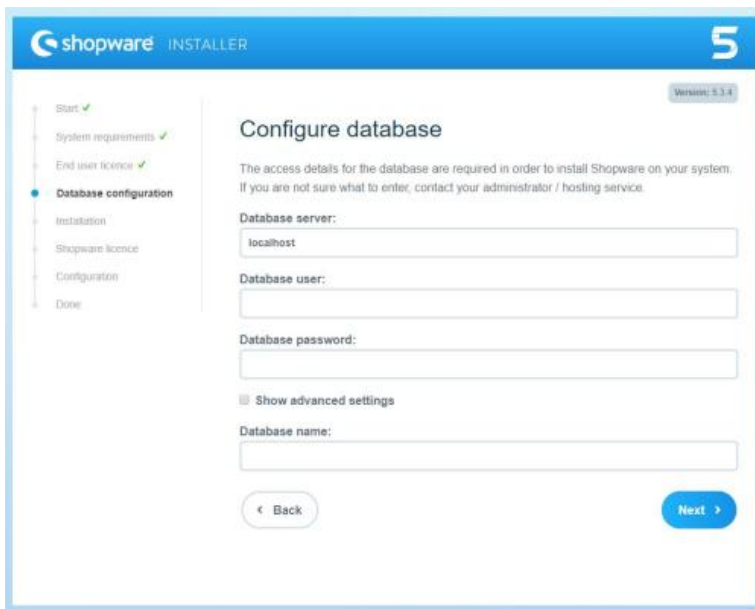 shopware INSTALLER
5
Version: 5.3.4
Start
System requirements
End user licence
Database configuration
Installation
Shopware licence
Configuration
Done
Configure database
The access details for the database are required in order to install Shopware on your system.
If you are not sure what to enter, contact your administrator / hosting service.
Database server:
localhost
Database user:
Database password:
Show advanced settings
Database name:
Back
Next